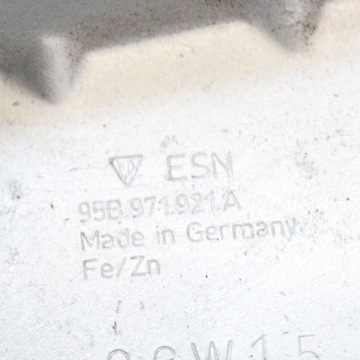 ESN
95B.971.921.A
Made in Germany
Fe/Zn